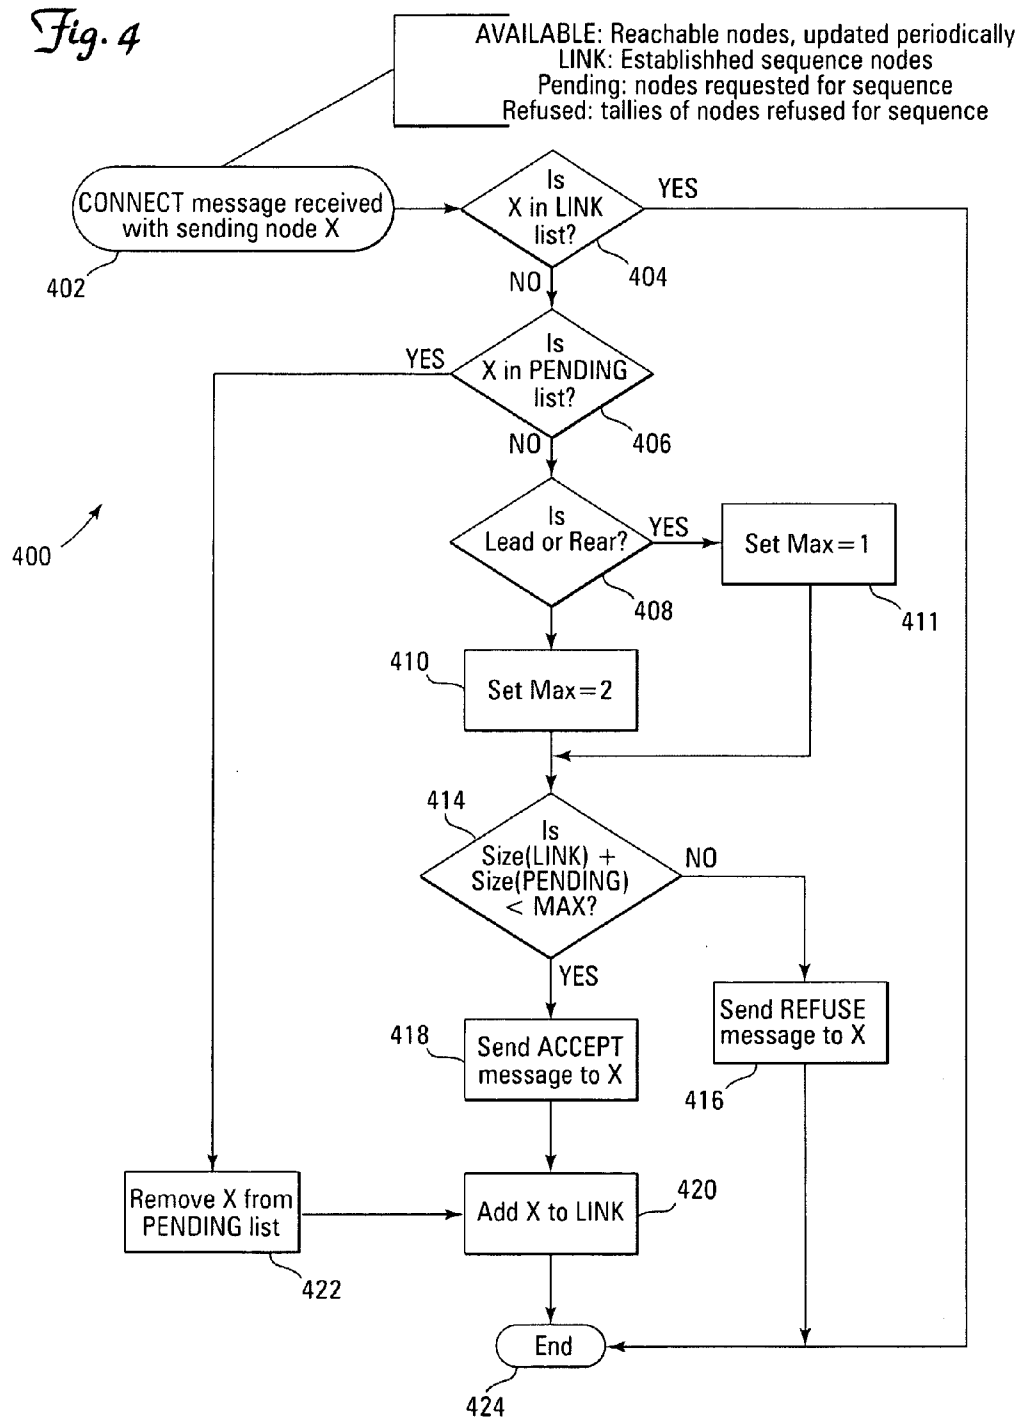 Fig. 4
AVAILABLE: Reachable nodes, updated periodically
LINK: Establishhed sequence nodes
Pending: nodes requested for sequence
Refused: tallies of nodes refused for sequence
CONNECT message received
with sending node X
402
Is
X in LINK
list?
YES
404
NO
Is
X in PENDING
list?
YES
406
NO
400
Is
Lead or Rear?
YES
408
Set Max=1
411
410
Set Max=2
414
Is
Size(LINK) +
Size(PENDING)
< MAX?
NO
YES
418
Send ACCEPT
message to X
Send REFUSE
message to X
416
Remove X from
PENDING list
422
Add X to LINK
420
End
424